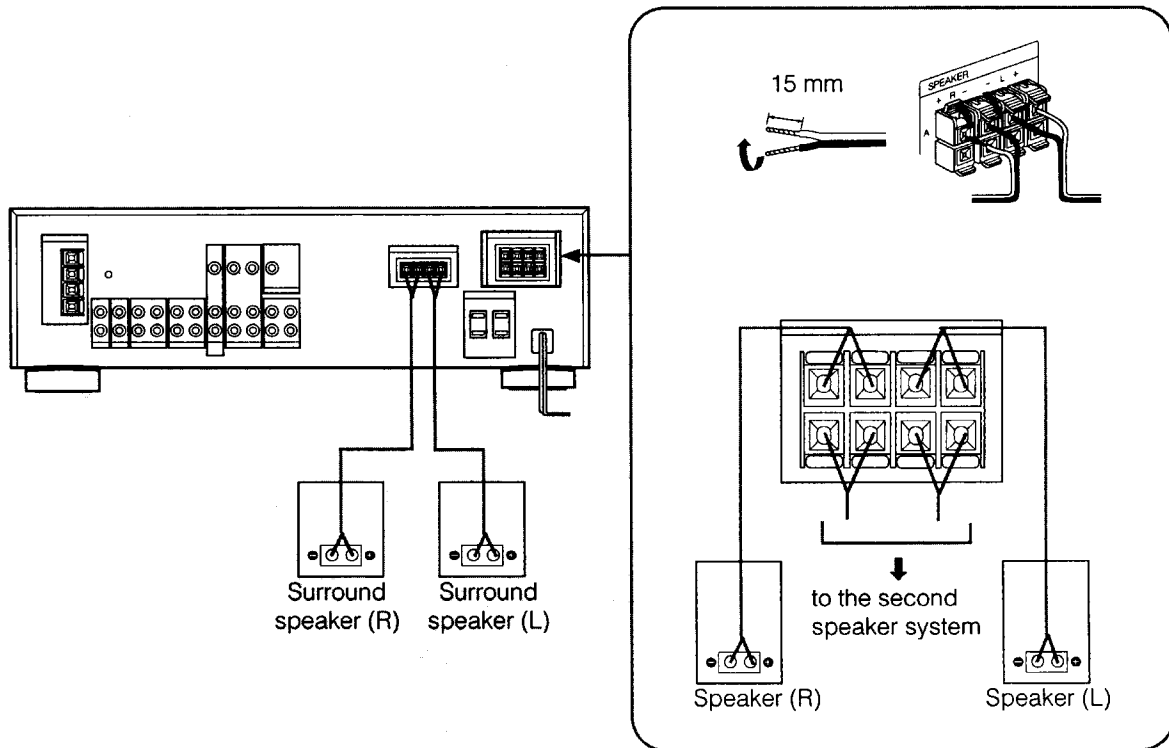 15 mm
SPEAKER
+ R - - L +
A
Surround
speaker (R)
Surround
speaker (L)
to the second
speaker system
Speaker (R)
Speaker (L)